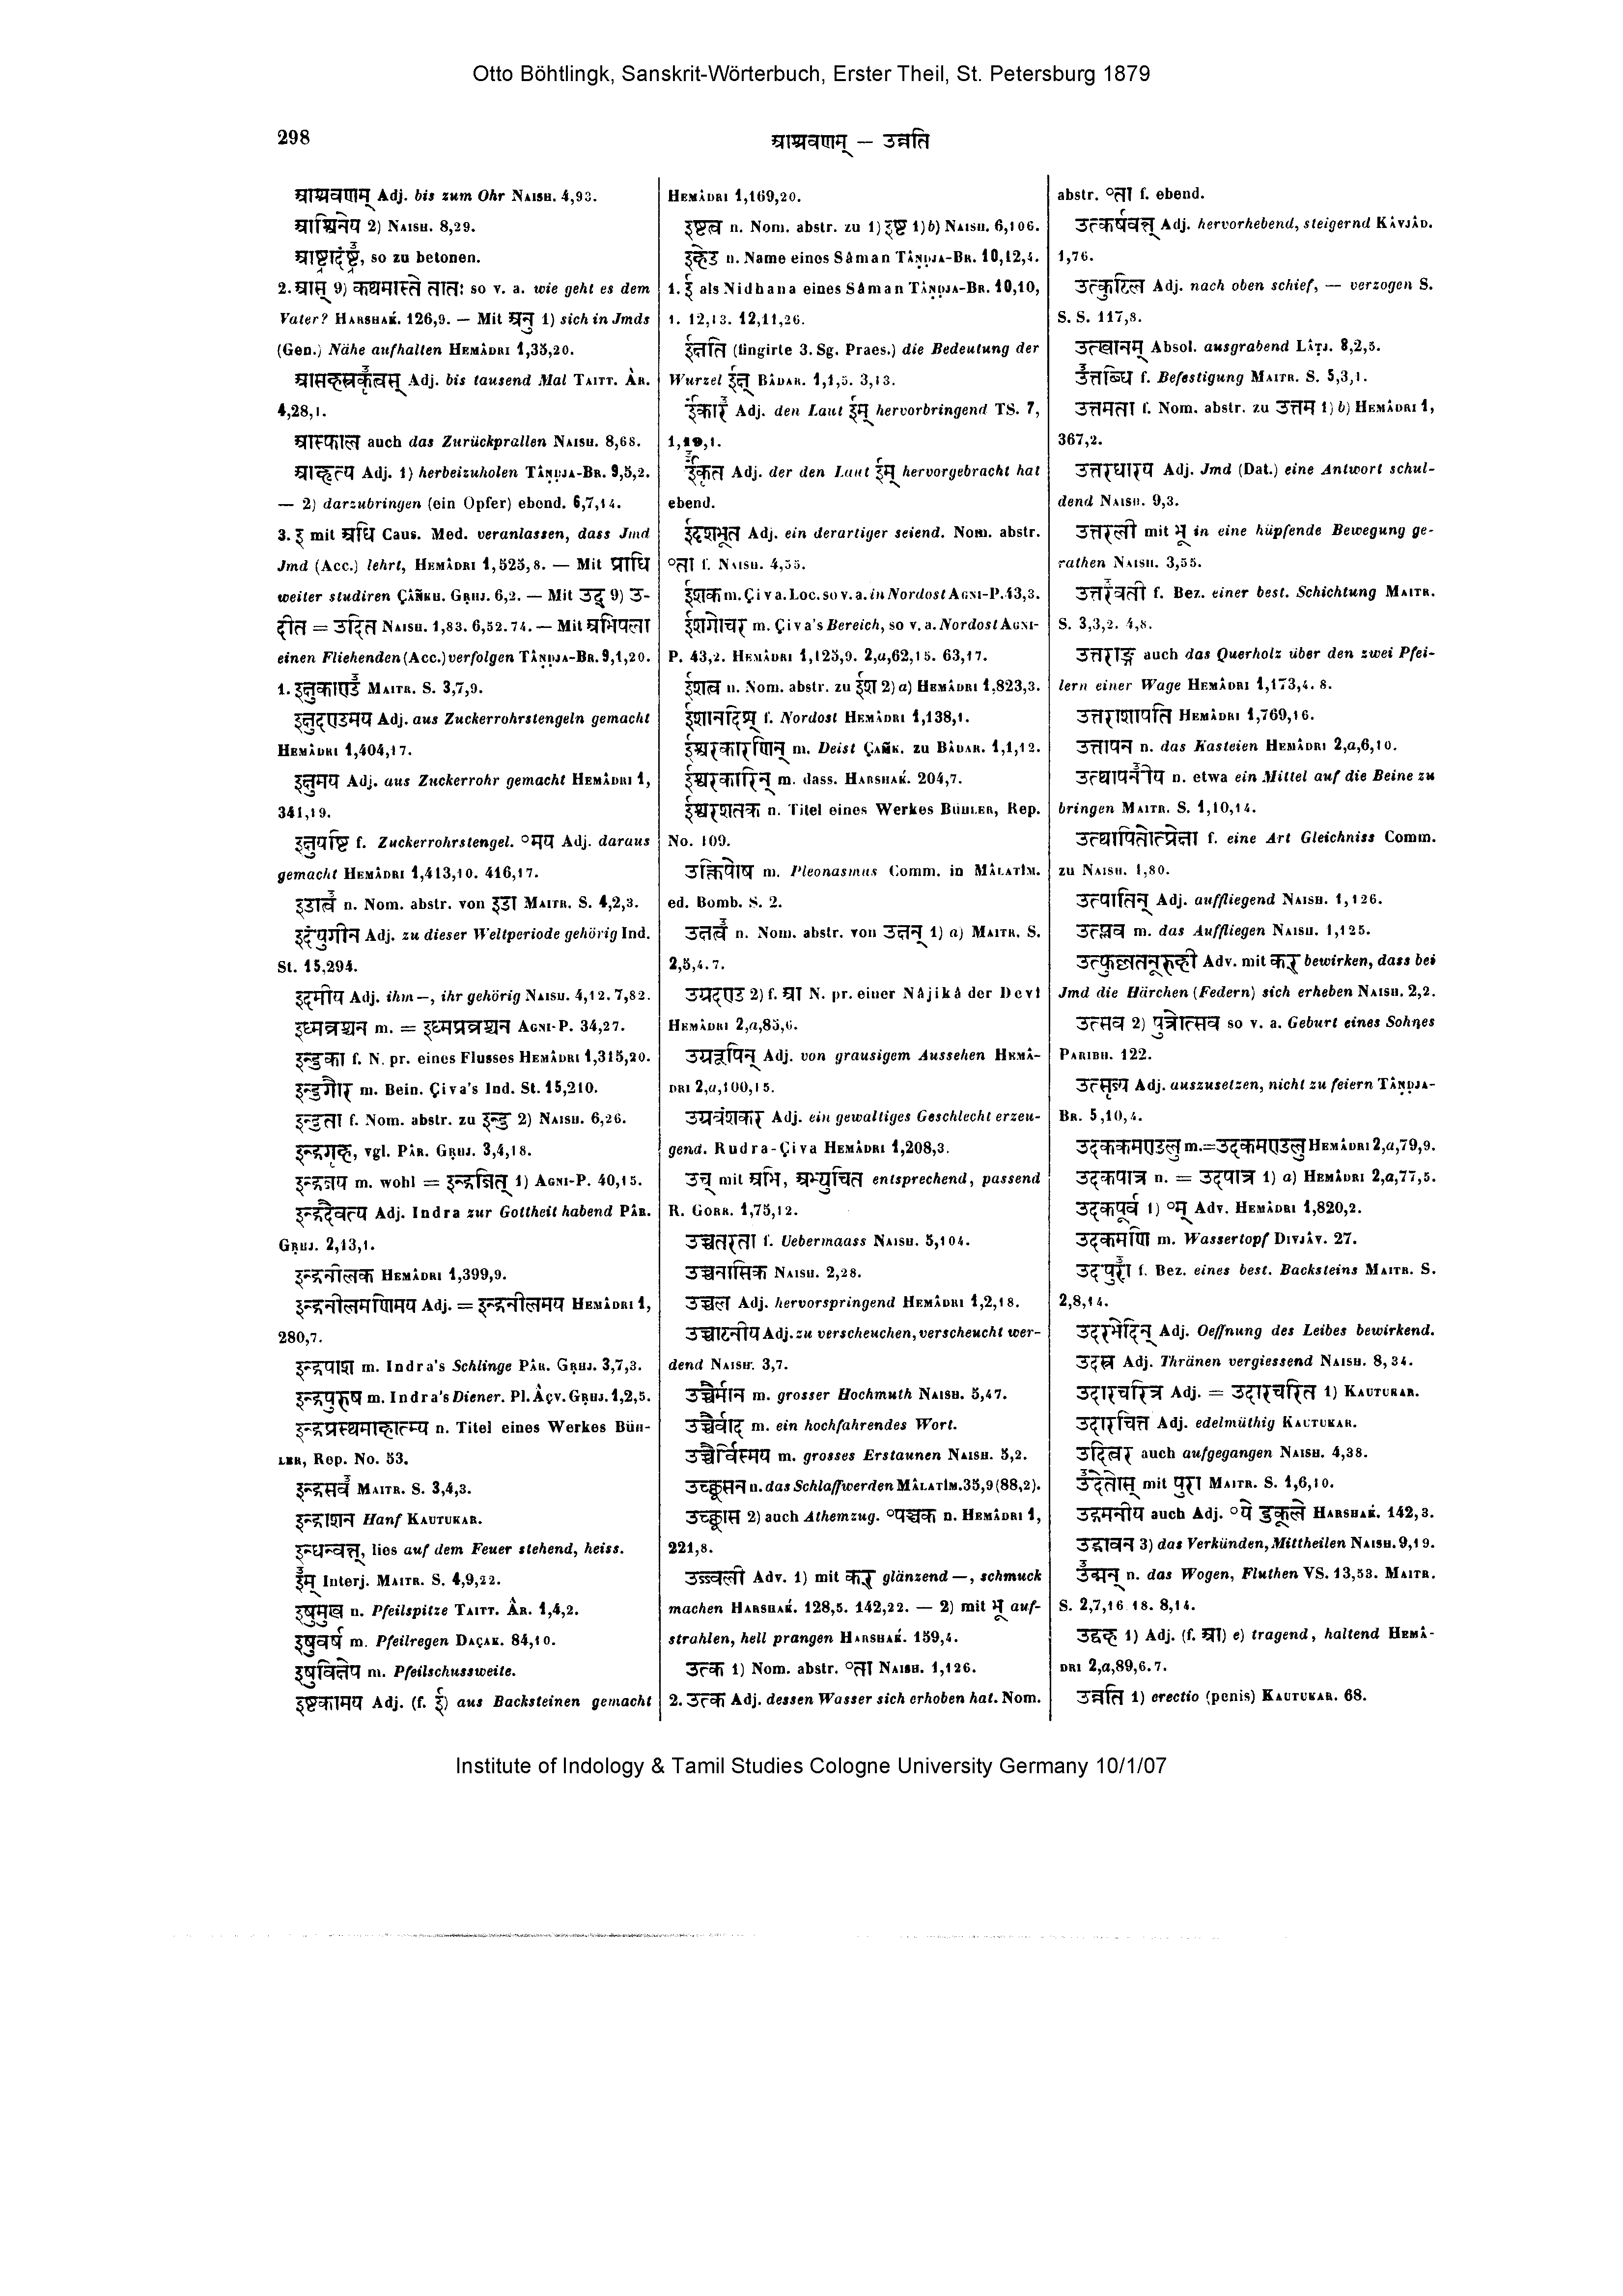 Otto Böhtlingk, Sanskrit-Wörterbuch, Erster Theil, St. Petersburg 1879
298
आश्रवणम् — उन्नति
आश्रवणम् Adj. bis zum Ohr Naish. 4,93.
आश्विनेय 2) Naish. 8,29.
so zu betonen.
2. आस् 9) कथमास्ते तातः so v. a. wie geht es dem
Vater? Harshaḱ. 126,9. — Mit अनु 1) sich in Jmds
(Gen.) Nähe aufhalten Hemâdri 1,35,20.
Adj. bis tausend Mal Taitt. Âr.
4,28,1.
आस्फाल auch das Zurückprallen Naish. 8,68.
आहृत्य Adj. 1) herbeizuholen Tâṇḍja-Br. 9,5,2.
— 2) darzubringen (ein Opfer) ebend. 6,7,14.
3. इ mit अधि Caus. Med. veranlassen, dass Jmd
Jmd (Acc.) lehrt, Hemâdri 1,525,8. — Mit प्राधि
weiter studiren Çâñkh. Gṛhj. 6,2. — Mit उद् 9) उ-
दीत = उदित Naish. 1,83. 6,52. 74. — Mit अभिपला
einen Fliehenden (Acc.) verfolgen Tâṇḍja-Br. 9,1,20.
1. इक्षुकाण्ड Maitr. S. 3,7,9.
इक्षुदण्डमय Adj. aus Zuckerrohrstengeln gemacht
Hemâdri 1,404,17.
इक्षुमय Adj. aus Zuckerrohr gemacht Hemâdri 1,
341,19.
इक्षुयष्टि f. Zuckerrohrstengel. °मय Adj. daraus
gemacht Hemâdri 1,413,10. 416,17.
इडात्व n. Nom. abstr. von इडा Maitr. S. 4,2,3.
इदंयुगीन Adj. zu dieser Weltperiode gehörig Ind.
St. 15,294.
इदमीय Adj. ihm —, ihr gehörig Naish. 4,12. 7,82.
इध्मव्रश्चन m. = इध्मप्रव्रश्चन Agni-P. 34,27.
इन्दुका f. N. pr. eines Flusses Hemâdri 1,315,20.
इन्दुगौर m. Bein. Çiva's Ind. St. 15,210.
इन्दुता f. Nom. abstr. zu इन्दु 2) Naish. 6,26.
इन्द्रगृह, vgl. Pâr. Gṛhj. 3,4,18.
इन्द्रजय m. wohl = इन्द्रजित् 1) Agni-P. 40,15.
इन्द्रदैवत्य Adj. Indra zur Gottheit habend Pâr.
Gṛhj. 2,13,1.
इन्द्रनीलक Hemâdri 1,399,9.
इन्द्रनीलमणिमय Adj. = इन्द्रनीलमय Hemâdri 1,
280,7.
इन्द्रपाश m. Indra's Schlinge Pâr. Gṛhj. 3,7,3.
इन्द्रपुरुष m. Indra's Diener. Pl. Âçv. Gṛhj. 1,2,5.
इन्द्रप्रस्थमाहात्म्य n. Titel eines Werkes Büh-
ler, Rep. No. 53.
इन्द्रसव Maitr. S. 3,4,3.
इन्द्राशन Hanf Kautukar.
इन्धन्वत्, lies auf dem Feuer stehend, heiss.
Interj. Maitr. S. 4,9,22.
इषुमुख n. Pfeilspitze Taitt. Âr. 1,4,2.
इषुवर्ष m. Pfeilregen Daçak. 84,10.
इषुविक्षेप m. Pfeilschussweite.
इष्टकामय Adj. (f. ई) aus Backsteinen gemacht
Hemâdri 1,169,20.
इष्टत्व n. Nom. abstr. zu 1) इष्ट 1) b) Naish. 6,106.
n. Name eines Sâman Tâṇḍja-Br. 10,12,4.
1. ई als Nidhana eines Sâman Tâṇḍja-Br. 10,10,
1. 12,13. 12,11,26.
ईक्षति (fingirte 3. Sg. Praes.) die Bedeutung der
Wurzel ईक्ष् Bâdar. 1,1,5. 3,13.
ईंकार Adj. den Laut ईम् hervorbringend TS. 7,
1,19,1.
ईंकृत Adj. der den Laut ईम् hervorgebracht hat
ebend.
ईदृशभूत Adj. ein derartiger seiend. Nom. abstr.
°ता f. Naish. 4,55.
ईशक m. Çiva. Loc. so v. a. in Nordost Agni-P. 43,3.
ईशगोचर m. Çiva's Bereich, so v. a. Nordost Agni-
P. 43,2. Hemâdri 1,125,9. 2,a,62,15. 63,17.
ईशत्व n. Nom. abstr. zu ईश 2) a) Hemâdri 1,823,3.
ईशानदिश् f. Nordost Hemâdri 1,138,1.
ईश्वरकारणिन् m. Deist Çaṁk. zu Bâdar. 1,1,12.
ईश्वरकारिन् m. dass. Harshaḱ. 204,7.
ईश्वरशतक n. Titel eines Werkes Bühler, Rep.
No. 109.
उक्तिपोष m. Pleonasmus Comm. in Mâlatîm.
ed. Bomb. S. 2.
उक्षत्व n. Nom. abstr. von उक्षन् 1) a) Maitr. S.
2,5,4. 7.
उग्रदण्ड 2) f. आ N. pr. einer Nâjikâ der Devî
Hemâdri 2,a,85,6.
उग्ररूपिन् Adj. von grausigem Aussehen Hemâ-
dri 2,a,100,15.
उग्रवंशकर Adj. ein gewaltiges Geschlecht erzeu-
gend. Rudra-Çiva Hemâdri 1,208,3.
उच् mit अभि, अभ्युचित entsprechend, passend
R. Gorr. 1,75,12.
उच्चतरता f. Uebermaass Naish. 5,104.
उच्चनासिक Naish. 2,28.
उच्चल Adj. hervorspringend Hemâdri 1,2,18.
उच्चाटनीय Adj. zu verscheuchen, verscheucht wer-
dend Naish. 3,7.
उच्चैर्मान m. grosser Hochmuth Naish. 5,47.
उच्चैर्वाद m. ein hochfahrendes Wort.
उच्चैर्विस्मय m. grosses Erstaunen Naish. 5,2.
उच्छ्वसन n. das Schlaffwerden Mâlatîm. 35,9 (88,2).
उच्छ्वास 2) auch Athemzug. °पञ्चक n. Hemâdri 1,
221,8.
उज्ज्वली Adv. 1) mit कर् glänzend —, schmuck
machen Harshaḱ. 128,5. 142,22. — 2) mit भू auf-
strahlen, hell prangen Harshaḱ. 159,4.
उत्क 1) Nom. abstr. °ता Naish. 1,126.
2. उत्क Adj. dessen Wasser sich erhoben hat. Nom.
abstr. °ता f. ebend.
उत्कर्षवत् Adj. hervorhebend, steigernd Kâvjâd.
1,76.
उत्कुटिल Adj. nach oben schief, — verzogen S.
S. S. 117,8.
उत्खानम् Absol. ausgrabend Lâṭj. 8,2,5.
उत्तब्धि f. Befestigung Maitr. S. 5,3,1.
उत्तमता f. Nom. abstr. zu उत्तम 1) b) Hemâdri 1,
367,2.
उत्तरधारय Adj. Jmd (Dat.) eine Antwort schul-
dend Naish. 9,3.
उत्तरली mit भू in eine hüpfende Bewegung ge-
rathen Naish. 3,55.
उत्तरवती f. Bez. einer best. Schichtung Maitr.
S. 3,3,2. 4,8.
उत्तराङ्ग auch das Querholz über den zwei Pfei-
lern einer Wage Hemâdri 1,173,4. 8.
उत्तराशापति Hemâdri 1,769,16.
उत्तापन n. das Kasteien Hemâdri 2,a,6,10.
उत्थापनीय n. etwa ein Mittel auf die Beine zu
bringen Maitr. S. 1,10,14.
उत्थापितोत्प्रेक्षा f. eine Art Gleichniss Comm.
zu Naish. 1,80.
उत्पातिन् Adj. auffliegend Naish. 1,126.
उत्प्लव m. das Auffliegen Naish. 1,125.
उत्फुल्लतनूरुही Adv. mit कर् bewirken, dass bei
Jmd die Härchen (Federn) sich erheben Naish. 2,2.
उत्सव 2) पुत्रोत्सव so v. a. Geburt eines Sohnes
Paribh. 122.
उत्सृज्य Adj. auszusetzen, nicht zu feiern Tâṇḍja-
Br. 5,10,4.
उदककमण्डलु m. = उदकमण्डलु Hemâdri 2,a,79,9.
उदकपात्र n. = उदपात्र 1) a) Hemâdri 2,a,77,5.
उदकपूर्व 1) °म् Adv. Hemâdri 1,820,2.
उदकमणि m. Wassertopf Divjâv. 27.
उदपुरा f. Bez. eines best. Backsteins Maitr. S.
2,8,14.
उदरभेदिन् Adj. Oeffnung des Leibes bewirkend.
उदस्र Adj. Thränen vergiessend Naish. 8,34.
उदारचरित्र Adj. = उदारचरित 1) Kautukar.
उदारचित्त Adj. edelmüthig Kautukar.
उदित्वर auch aufgegangen Naish. 4,38.
उदेतोस् mit पुरा Maitr. S. 1,6,10.
उद्गमनीय auch Adj. °ये दुकूले Harshaḱ. 142,3.
उद्भावन 3) das Verkünden, Mittheilen Naish. 9,19.
उद्मन् n. das Wogen, Fluthen VS. 13,53. Maitr.
S. 2,7,16. 18. 8,14.
उद्वह 1) Adj. (f. आ) e) tragend, haltend Hemâ-
dri 2,a,89,6. 7.
उन्नति 1) erectio (penis) Kautukar. 68.
Institute of Indology & Tamil Studies Cologne University Germany 10/1/07